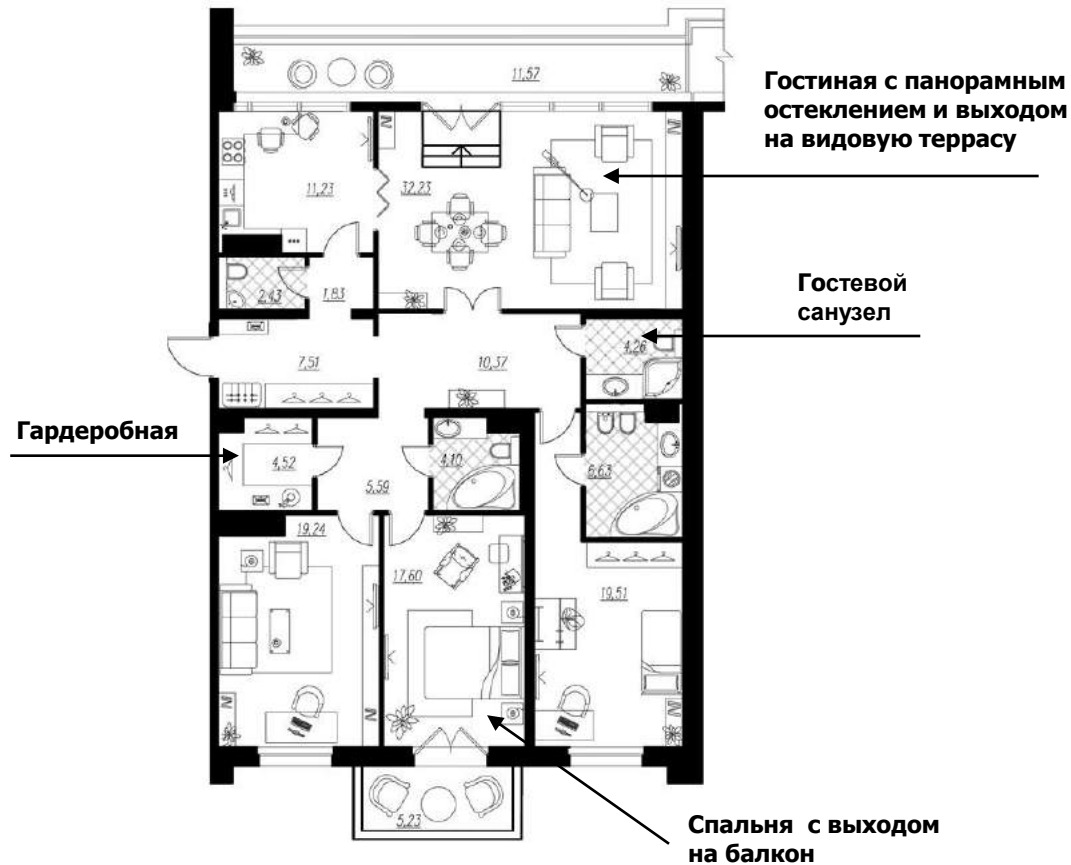 11,57
Гостиная с панорамным
остеклением и выходом
на видовую террасу
11,23
32,23
2,43
1,83
Гостевой
санузел
4,26
7,51
10,37
Гардеробная
4,52
4,10
6,63
5,59
19,24
17,60
19,51
5,23
Спальня с выходом
на балкон